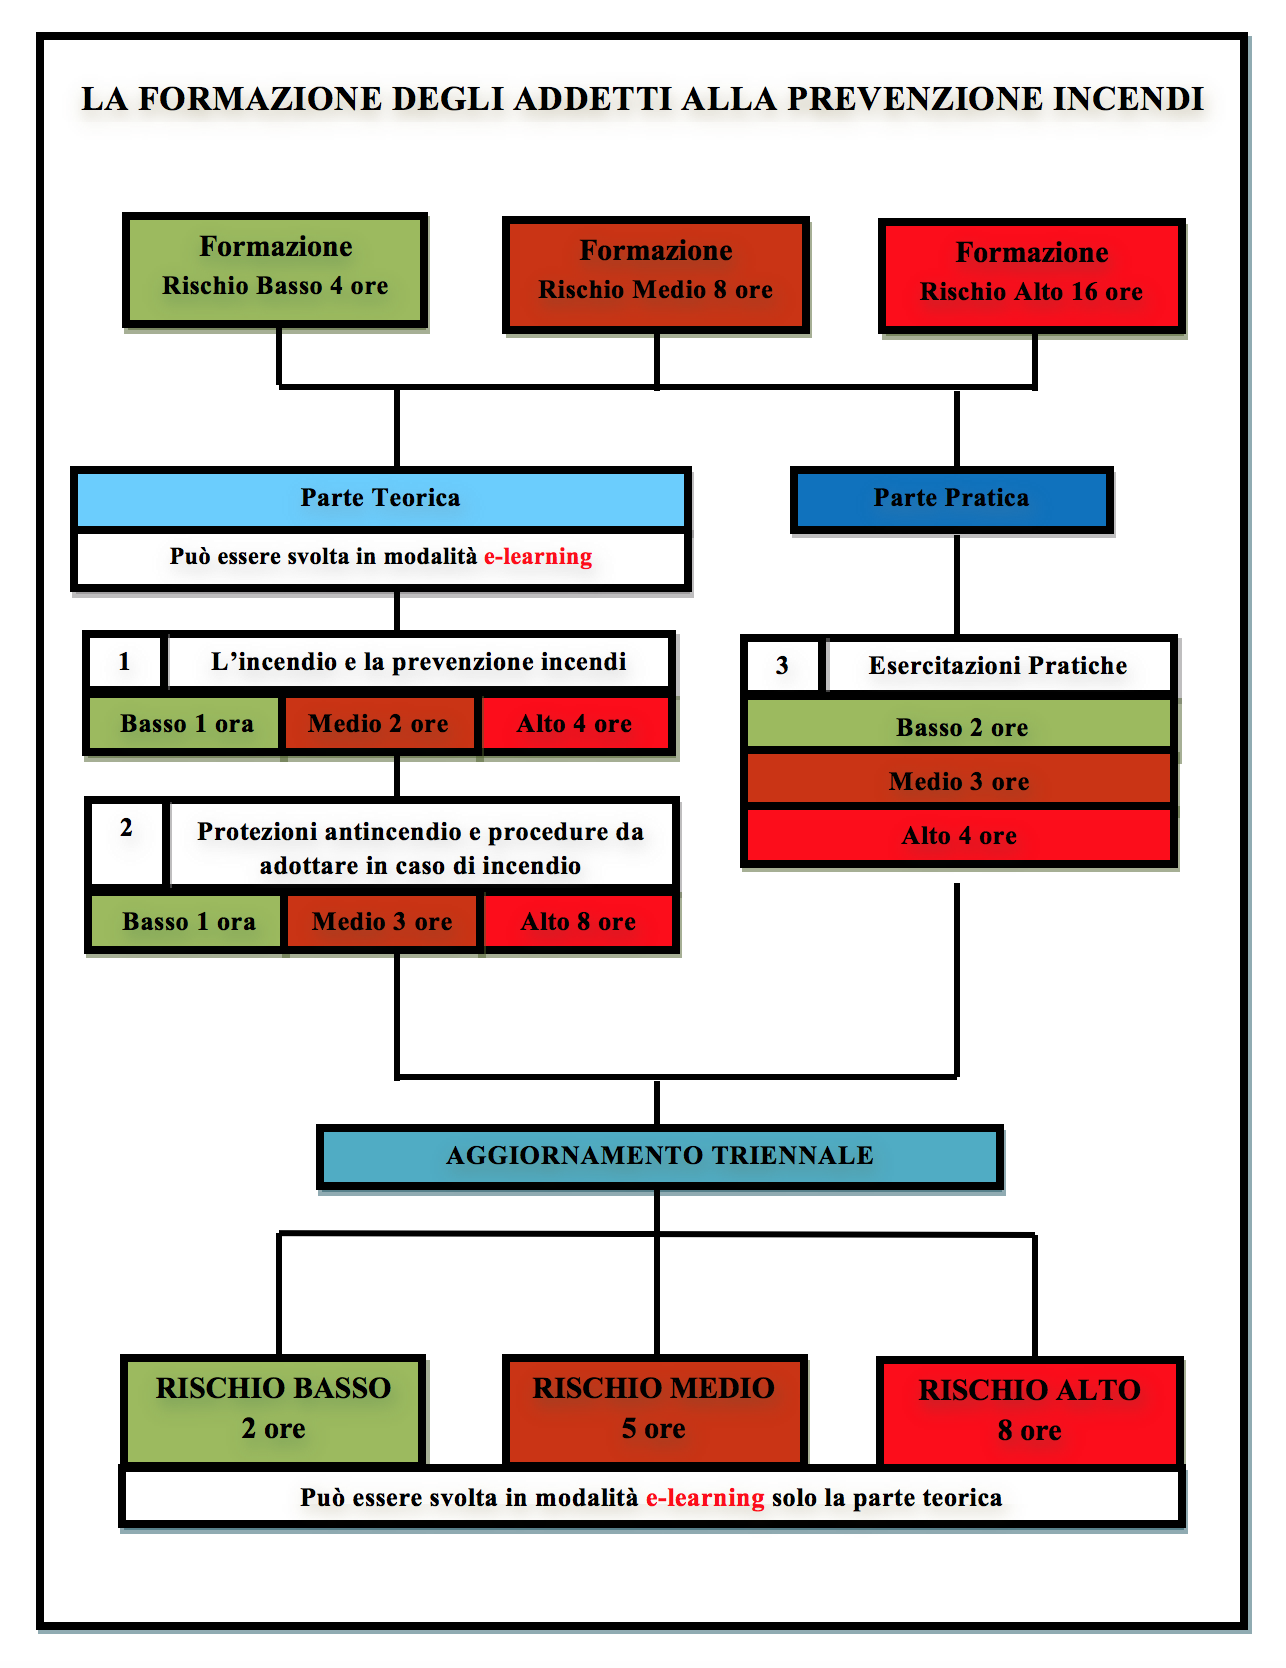 LA FORMAZIONE DEGLI ADDETTI ALLA PREVENZIONE INCENDI
Formazione
Rischio Basso 4 ore
Formazione
Rischio Medio 8 ore
Formazione
Rischio Alto 16 ore
Parte Teorica
Può essere svolta in modalità e-learning
Parte Pratica
1
L’incendio e la prevenzione incendi
Basso 1 ora
Medio 2 ore
Alto 4 ore
2
Protezioni antincendio e procedure da
adottare in caso di incendio
Basso 1 ora
Medio 3 ore
Alto 8 ore
3
Esercitazioni Pratiche
Basso 2 ore
Medio 3 ore
Alto 4 ore
AGGIORNAMENTO TRIENNALE
RISCHIO BASSO
2 ore
RISCHIO MEDIO
5 ore
RISCHIO ALTO
8 ore
Può essere svolta in modalità e-learning solo la parte teorica